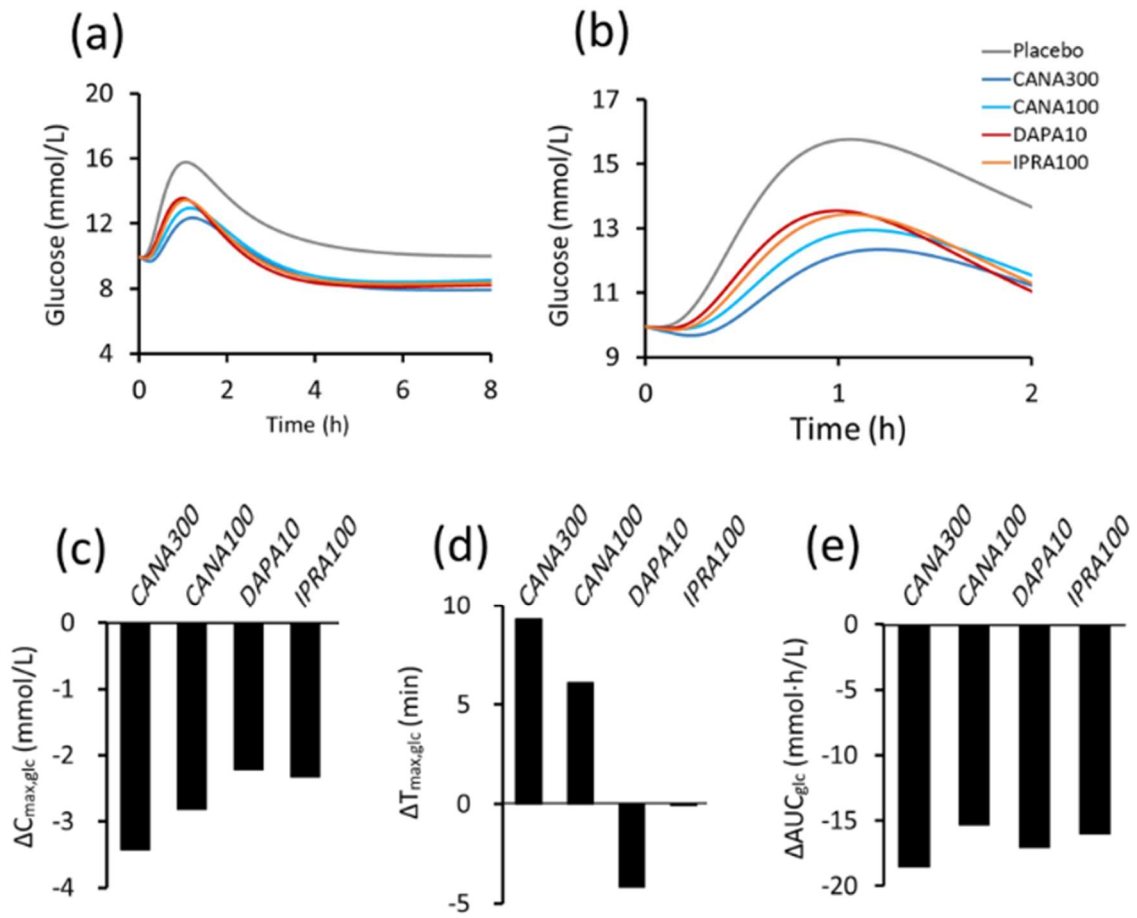 (a)
20
16
12
8
4
Glucose (mmol/L)
0 2 4 6 8
Time (h)
(b)
17
15
13
11
9
Glucose (mmol/L)
0 1 2
Time (h)
Placebo
CANA300
CANA100
DAPA10
IPRA100
(c)
CANA300
CANA100
DAPA10
IPRA100
0
-1
-2
-3
-4
ΔCmax,glc (mmol/L)
(d)
CANA300
CANA100
DAPA10
IPRA100
10
5
0
-5
ΔTmax,glc (min)
(e)
CANA300
CANA100
DAPA10
IPRA100
0
-5
-10
-15
-20
ΔAUCglc (mmol·h/L)